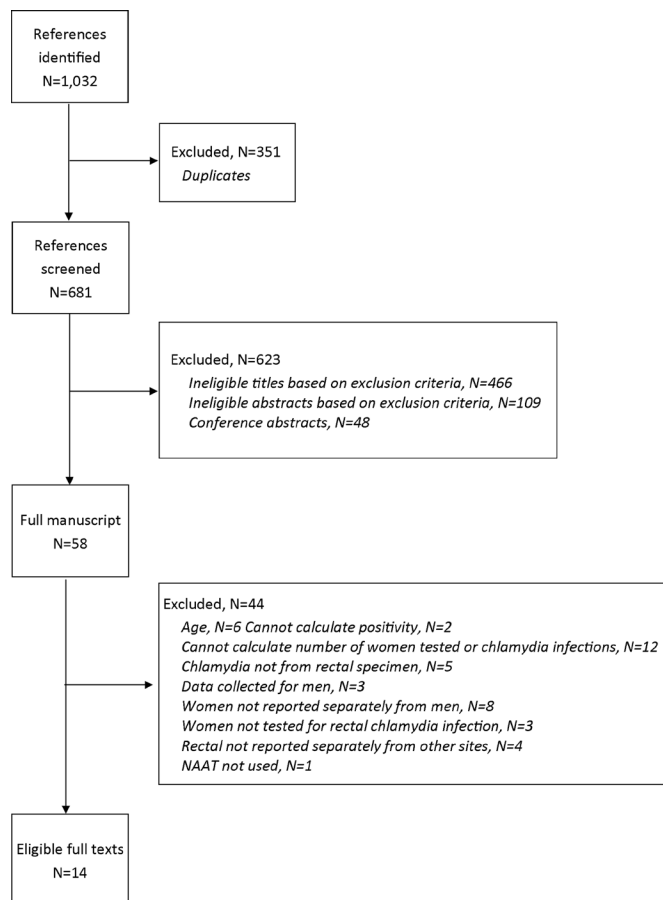 References
identified
N=1,032
Excluded, N=351
Duplicates
References
screened
N=681
Excluded, N=623
Ineligible titles based on exclusion criteria, N=466
Ineligible abstracts based on exclusion criteria, N=109
Conference abstracts, N=48
Full manuscript
N=58
Excluded, N=44
Age, N=6 Cannot calculate positivity, N=2
Cannot calculate number of women tested or chlamydia infections, N=12
Chlamydia not from rectal specimen, N=5
Data collected for men, N=3
Women not reported separately from men, N=8
Women not tested for rectal chlamydia infection, N=3
Rectal not reported separately from other sites, N=4
NAAT not used, N=1
Eligible full texts
N=14